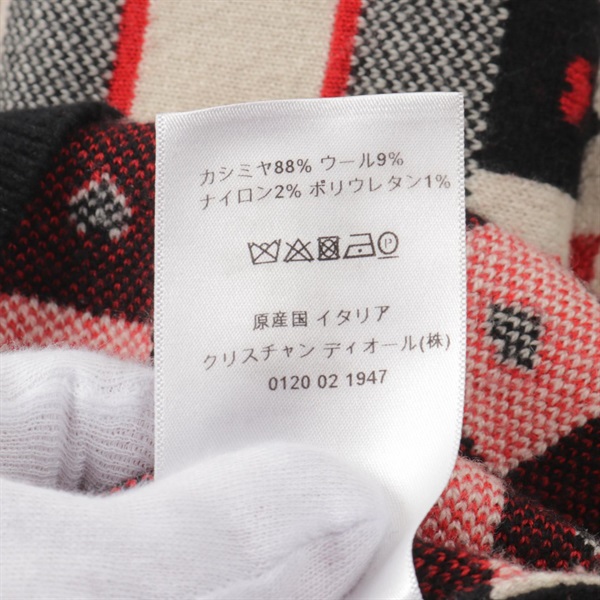 カシミヤ88% ウール9%
ナイロン2% ポリウレタン1%
P
原産国 イタリア
クリスチャン ディオール(株)
0120 02 1947